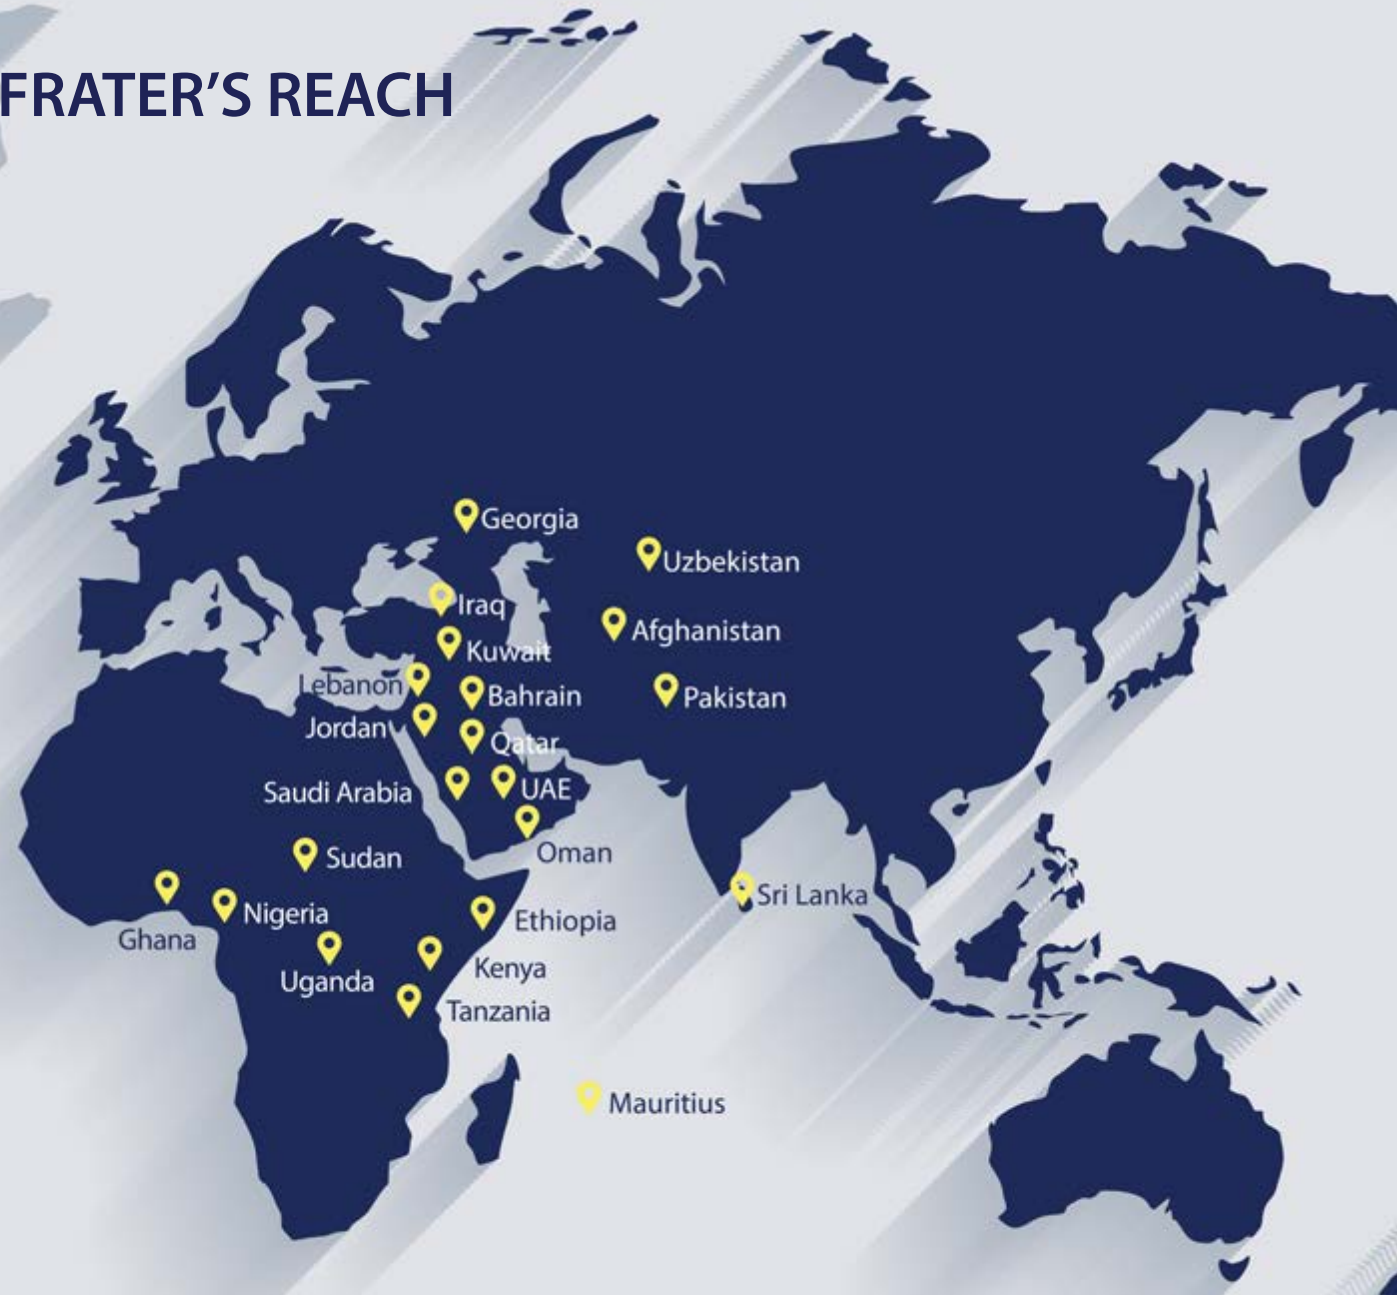 FRATER’S REACH
Georgia
Uzbekistan
Iraq
Afghanistan
Kuwait
Lebanon
Bahrain
Pakistan
Jordan
Qatar
Saudi Arabia
UAE
Oman
Sudan
Sri Lanka
Nigeria
Ethiopia
Ghana
Kenya
Uganda
Tanzania
Mauritius